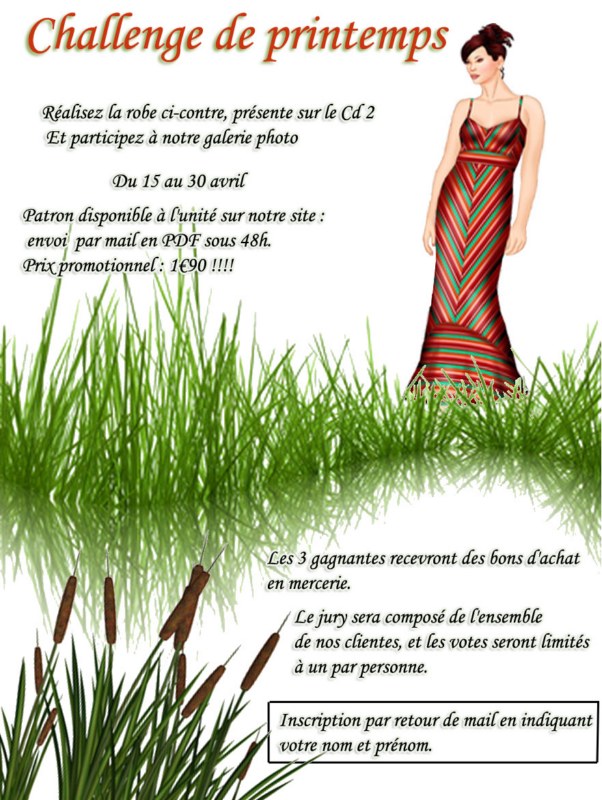 Challenge de printemps
Réalisez la robe ci-contre, présente sur le Cd 2
Et participez à notre galerie photo
Du 15 au 30 avril
Patron disponible à l'unité sur notre site :
envoi par mail en PDF sous 48h.
Prix promotionnel : 1€90 !!!!
Les 3 gagnantes recevront des bons d'achat
en mercerie.
Le jury sera composé de l'ensemble
de nos clientes, et les votes seront limités
à un par personne.
Inscription par retour de mail en indiquant
votre nom et prénom.